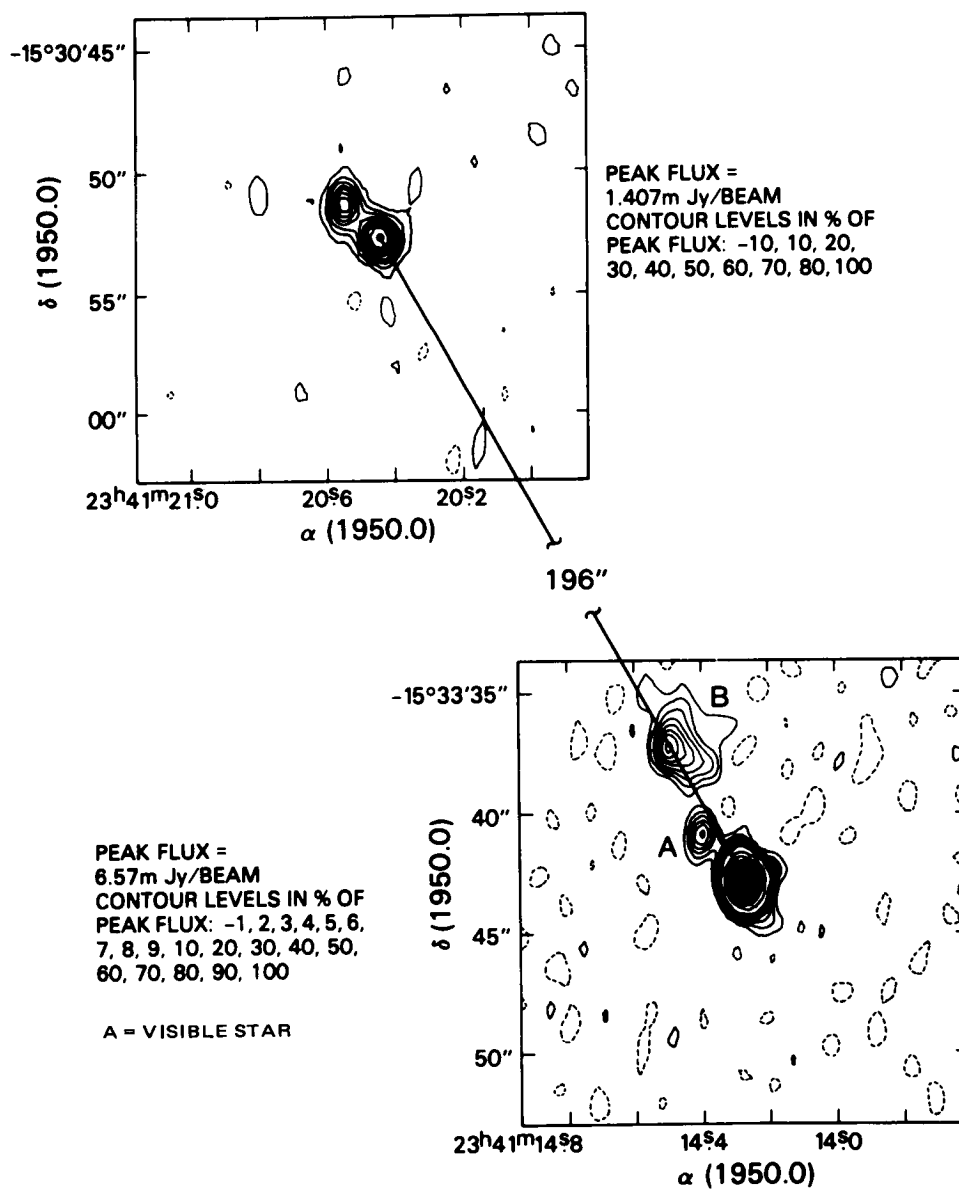 -15°30'45"
50"
55"
00"
δ (1950.0)
23ʰ41ᵐ21ˢ.0
20ˢ.6
20ˢ.2
α (1950.0)
PEAK FLUX =
1.407m Jy/BEAM
CONTOUR LEVELS IN % OF
PEAK FLUX: -10, 10, 20,
30, 40, 50, 60, 70, 80, 100
196"
-15°33'35"
40"
45"
50"
δ (1950.0)
B
A
23ʰ41ᵐ14ˢ.8
14ˢ.4
14ˢ.0
α (1950.0)
PEAK FLUX =
6.57m Jy/BEAM
CONTOUR LEVELS IN % OF
PEAK FLUX: -1, 2, 3, 4, 5, 6,
7, 8, 9, 10, 20, 30, 40, 50,
60, 70, 80, 90, 100
A = VISIBLE STAR